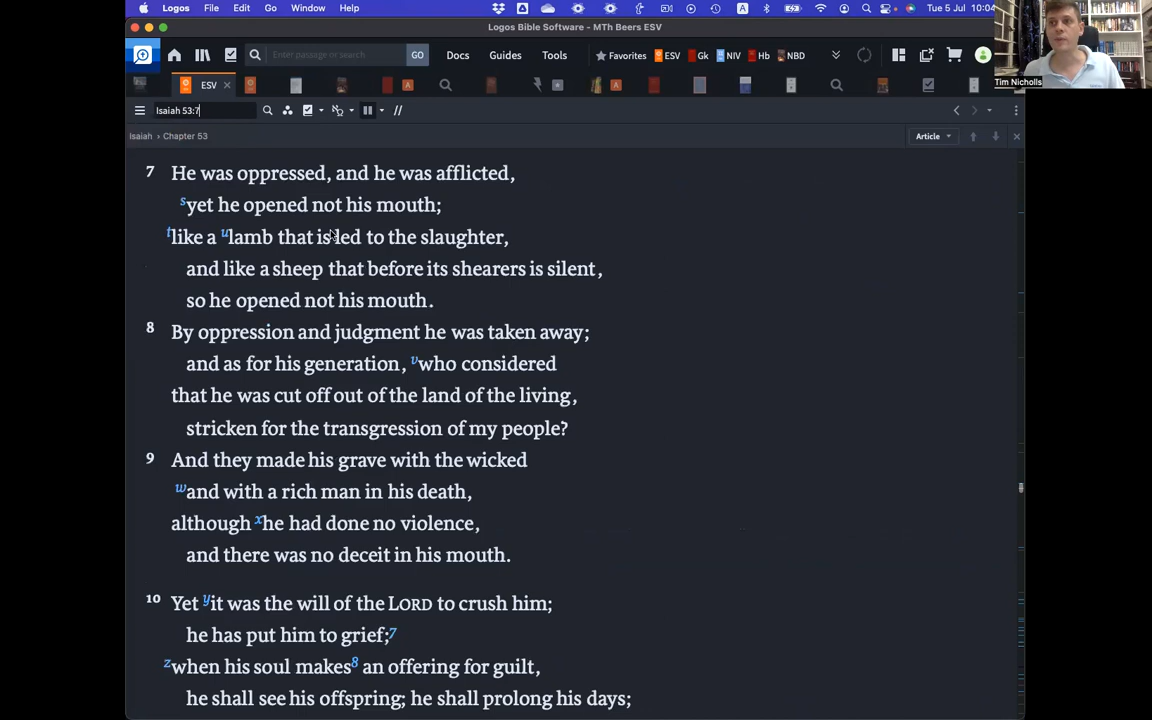 Logos File Edit Go Window Help A Tue 5 Jul 10:04
Logos Bible Software - MTh Beers ESV
Enter passage or search GO Docs Guides Tools Favorites ESV Gk NIV Hb NBD
Tim Nicholls
ESV
Isaiah 53:7
Isaiah › Chapter 53 Article
7 He was oppressed, and he was afflicted,
s yet he opened not his mouth;
t like a u lamb that is led to the slaughter,
and like a sheep that before its shearers is silent,
so he opened not his mouth.
8 By oppression and judgment he was taken away;
and as for his generation, v who considered
that he was cut off out of the land of the living,
stricken for the transgression of my people?
9 And they made his grave with the wicked
w and with a rich man in his death,
although x he had done no violence,
and there was no deceit in his mouth.
10 Yet y it was the will of the LORD to crush him;
he has put him to grief; 7
z when his soul makes 8 an offering for guilt,
he shall see his offspring; he shall prolong his days;